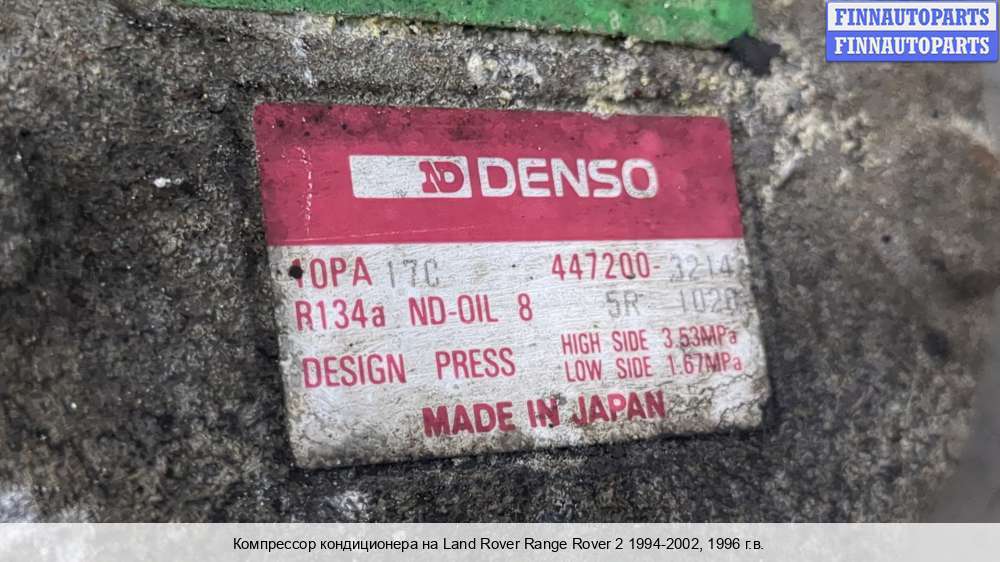 FINNAUTOPARTS
FINNAUTOPARTS
ND DENSO
10PA 17C 447200-3214
R134a ND-OIL 8 5R 1020
DESIGN PRESS HIGH SIDE 3.53MPa
LOW SIDE 1.67MPa
MADE IN JAPAN
Компрессор кондиционера на Land Rover Range Rover 2 1994-2002, 1996 г.в.